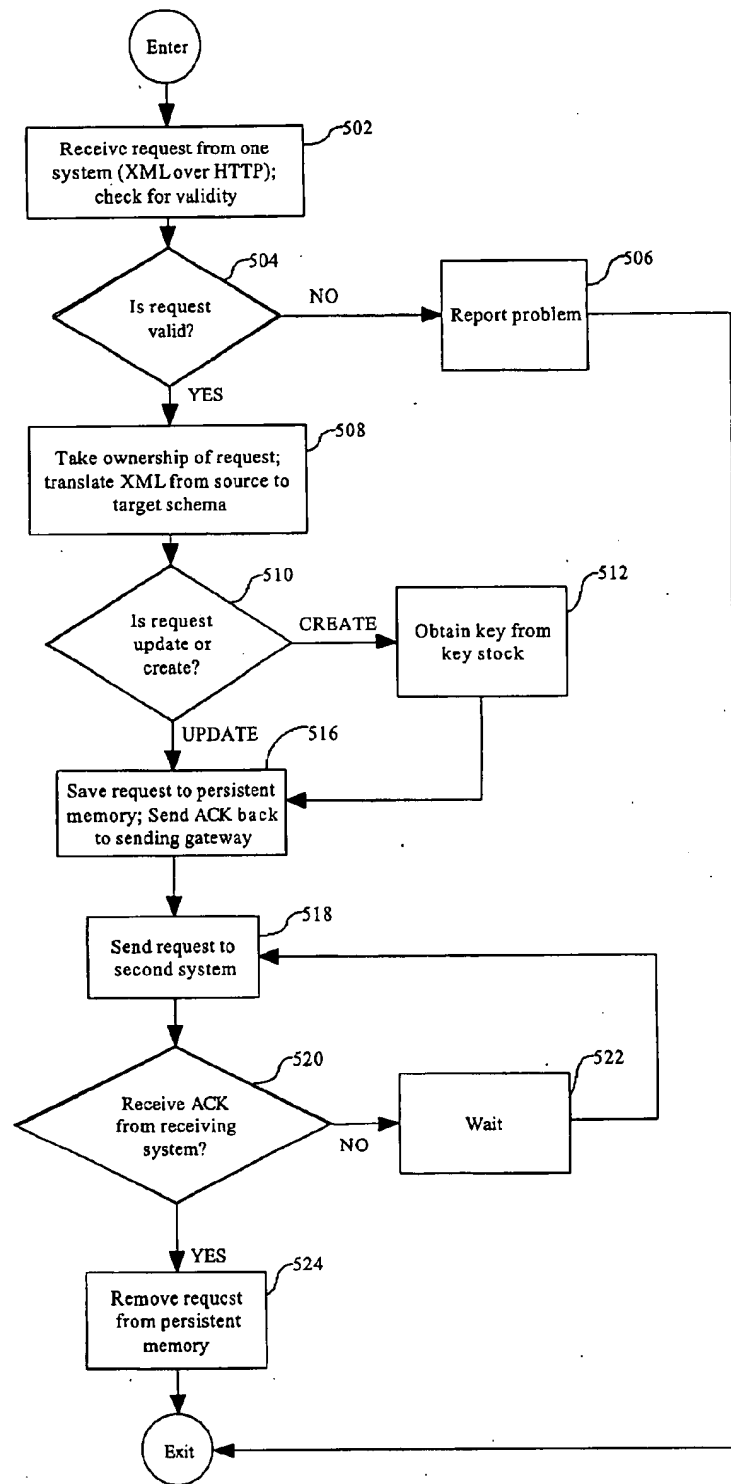 Enter
502
Receive request from one
system (XML over HTTP);
check for validity
504
Is request
valid?
NO
506
Report problem
YES
508
Take ownership of request;
translate XML from source to
target schema
510
Is request
update or
create?
CREATE
512
Obtain key from
key stock
UPDATE
516
Save request to persistent
memory; Send ACK back
to sending gateway
518
Send request to
second system
520
Receive ACK
from receiving
system?
NO
522
Wait
YES
524
Remove request
from persistent
memory
Exit